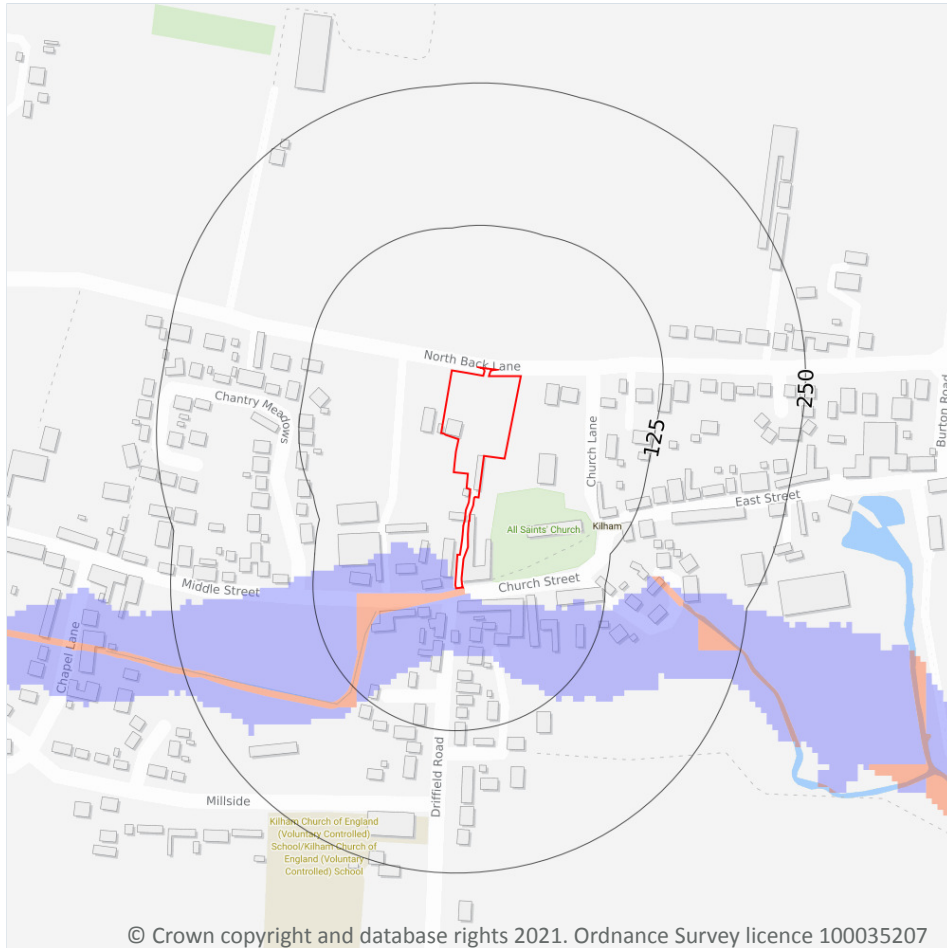 North Back Lane
Chantry Meadows
Church Lane
125
250
Burton Road
East Street
All Saints' Church
Kilham
Church Street
Middle Street
Chapel Lane
Driffield Road
Millside
Kilham Church of England
(Voluntary Controlled)
School/Kilham Church of
England (Voluntary
Controlled) School
© Crown copyright and database rights 2021. Ordnance Survey licence 100035207